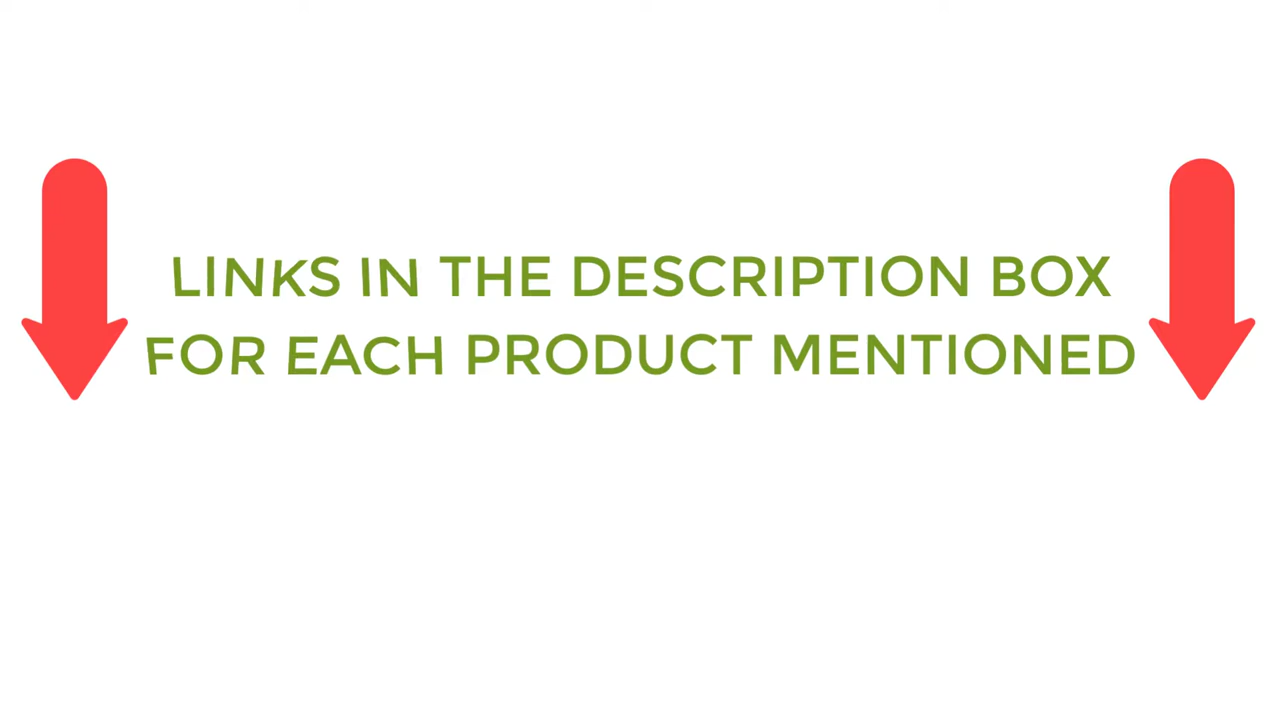 LINKS IN THE DESCRIPTION BOX
FOR EACH PRODUCT MENTIONED